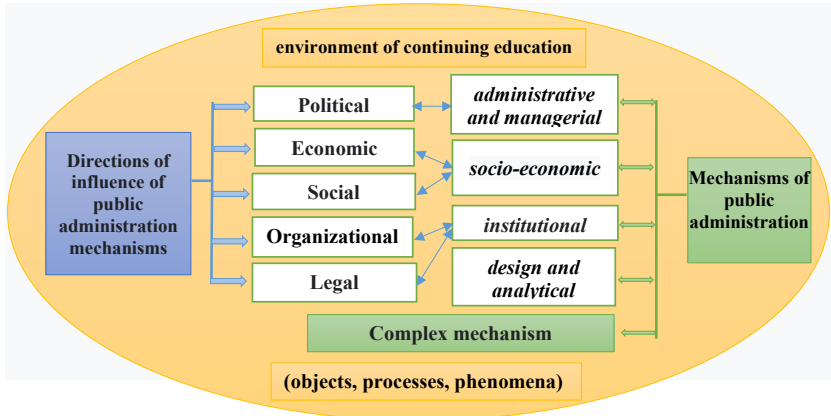 environment of continuing education
Directions of
influence of
public
administration
mechanisms
Political
Economic
Social
Organizational
Legal
administrative
and managerial
socio-economic
institutional
design and
analytical
Complex mechanism
Mechanisms of
public
administration
(objects, processes, phenomena)